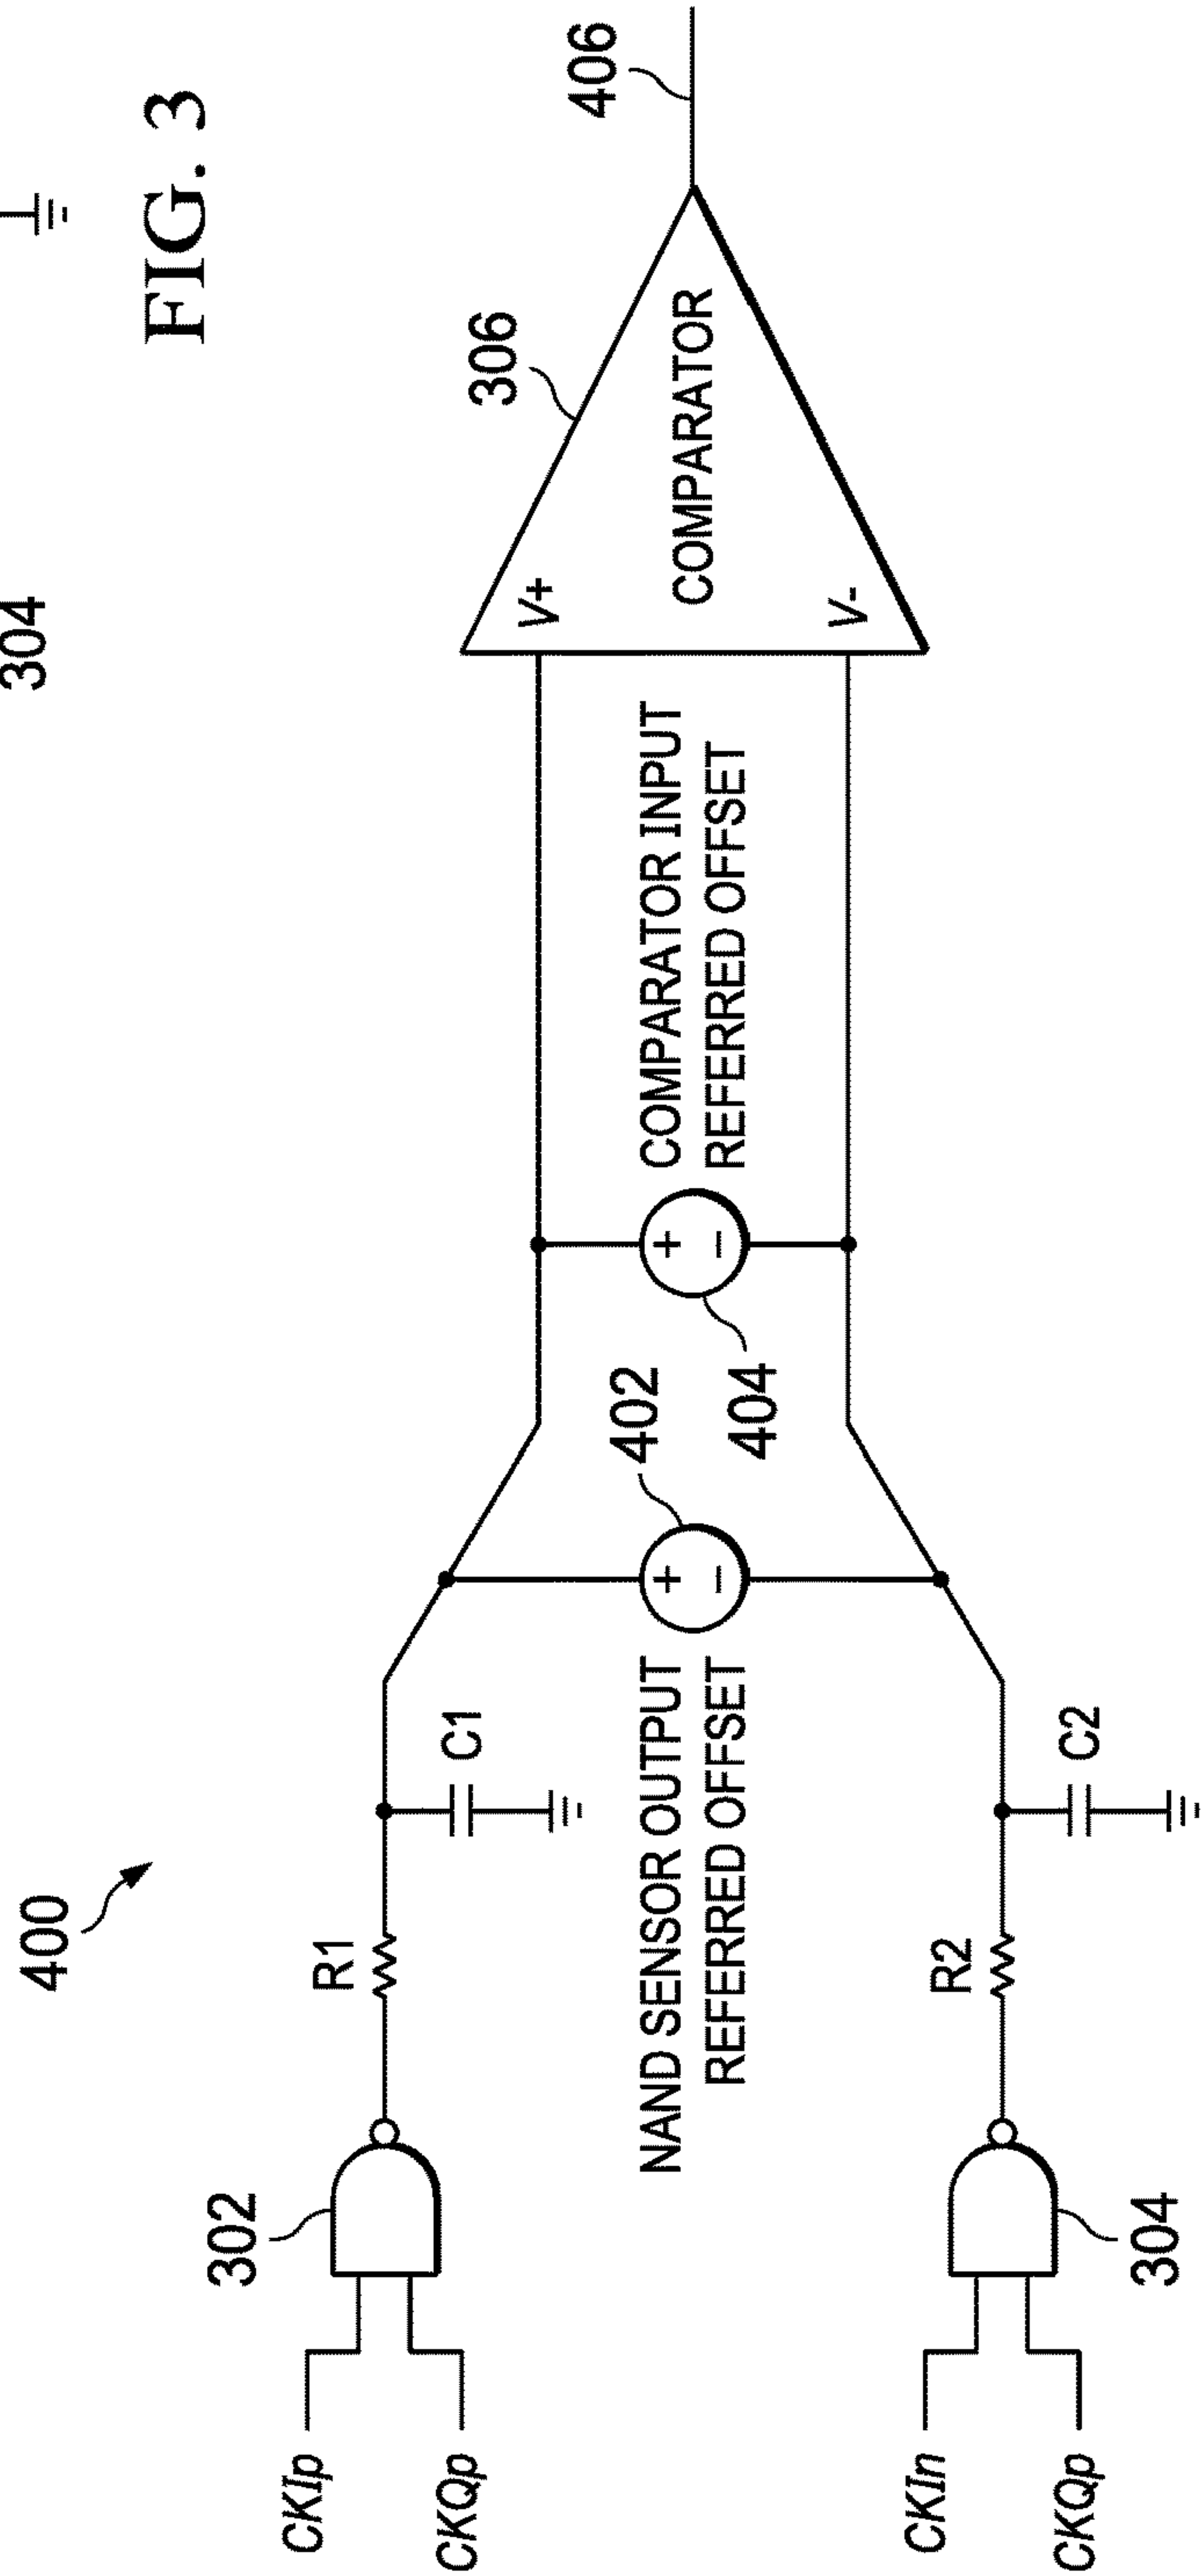 304
FIG. 3
400
302
CKIp
CKQp
R1
C1
NAND SENSOR OUTPUT
REFERRED OFFSET
402
404
COMPARATOR INPUT
REFERRED OFFSET
+
-
+
-
306
V+
COMPARATOR
V-
406
CKIn
CKQp
304
R2
C2